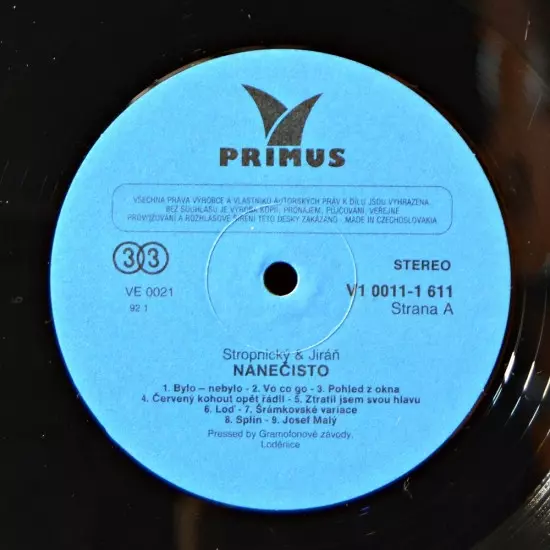 PRIMUS
VŠECHNA PRÁVA VÝROBCE A VLASTNÍKŮ AUTORSKÝCH PRÁV K DÍLU JSOU VYHRAZENA.
BEZ SOUHLASU JE VÝROBA KOPIÍ, PRONÁJEM, PŮJČOVÁNÍ, VEŘEJNÉ
PROVOZOVÁNÍ A ROZHLASOVÉ ŠÍŘENÍ TÉTO DESKY ZAKÁZÁNO. MADE IN CZECHOSLOVAKIA
33
STEREO
VE 0021
V1 0011-1 611
92 1
Strana A
Stropnický & Jiráň
NANEČISTO
1. Bylo – nebylo - 2. Vo co go - 3. Pohled z okna
4. Červený kohout opět řádil - 5. Ztratil jsem svou hlavu
6. Loď - 7. Šrámkovské variace
8. Splín - 9. Josef Malý
Pressed by Gramofonové závody,
Loděnice